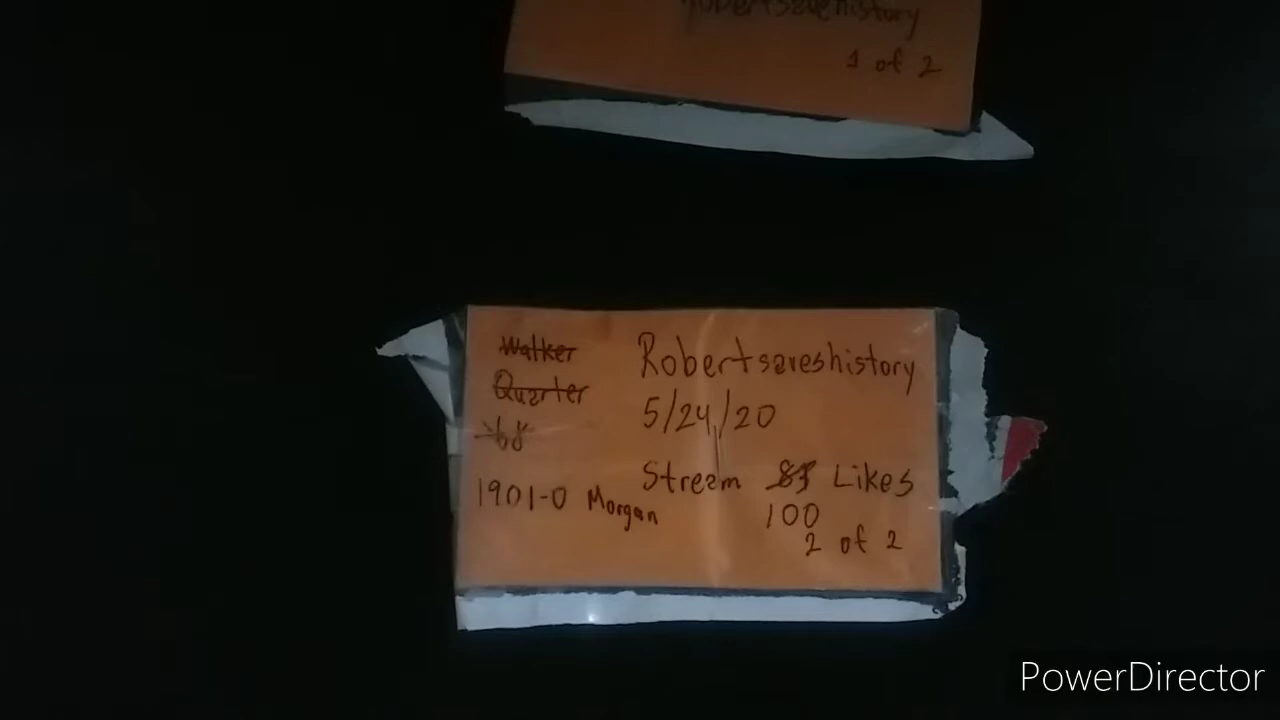 Robertsaveshistory
1 of 2
Walker
Quarter
Robertsaveshistory
5/24/20
Stream 83 Likes
1901-O Morgan
100
2 of 2
PowerDirector